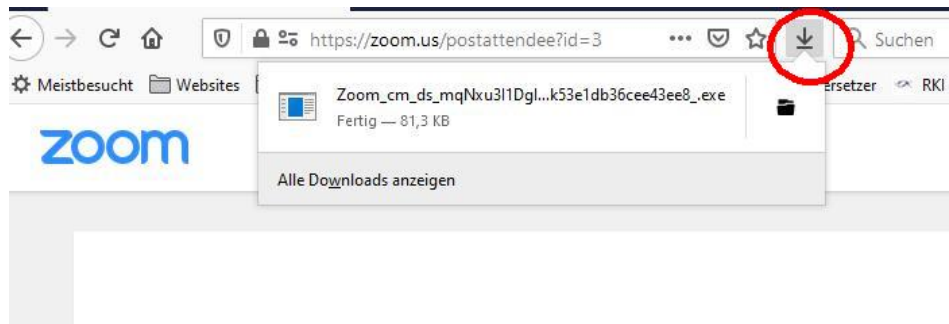 https://zoom.us/postattendee?id=3
Suchen
Meistbesucht Websites
ersetzer RKI
Zoom_cm_ds_mqNxu3l1Dgl...k53e1db36cee43ee8_.exe
Fertig — 81,3 KB
zoom
Alle Downloads anzeigen